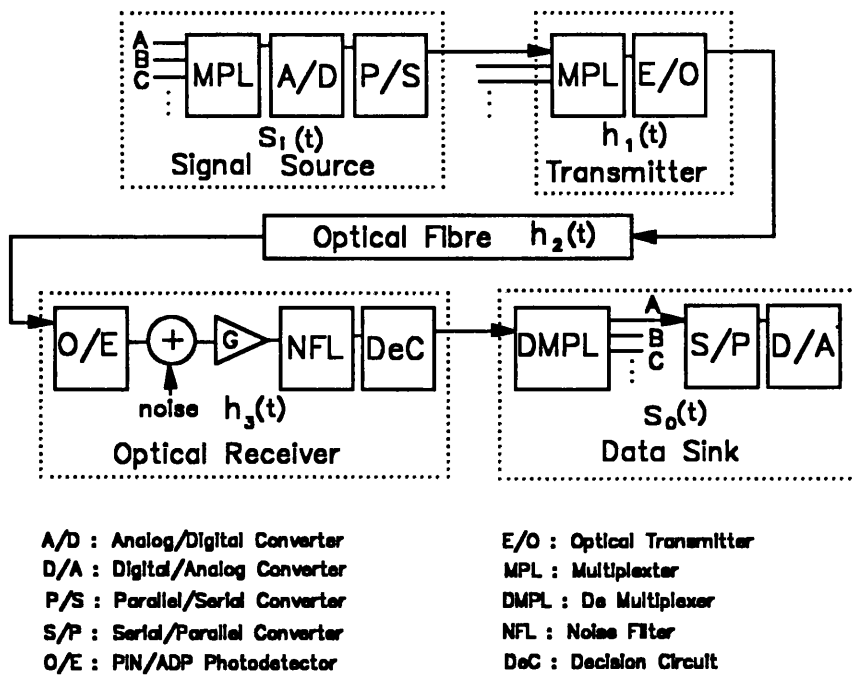 A
B
C
MPL
A/D
P/S
S₁(t)
Signal Source
MPL
E/O
h₁(t)
Transmitter
Optical Fibre h₂(t)
O/E
+
G
NFL
DeC
noise h₃(t)
Optical Receiver
DMPL
A
B
C
S/P
D/A
S₀(t)
Data Sink
A/D : Analog/Digital Converter
D/A : Digital/Analog Converter
P/S : Parallel/Serial Converter
S/P : Serial/Parallel Converter
O/E : PIN/ADP Photodetector
E/O : Optical Transmitter
MPL : Multiplexter
DMPL : De Multiplexer
NFL : Noise Filter
DeC : Decision Circuit